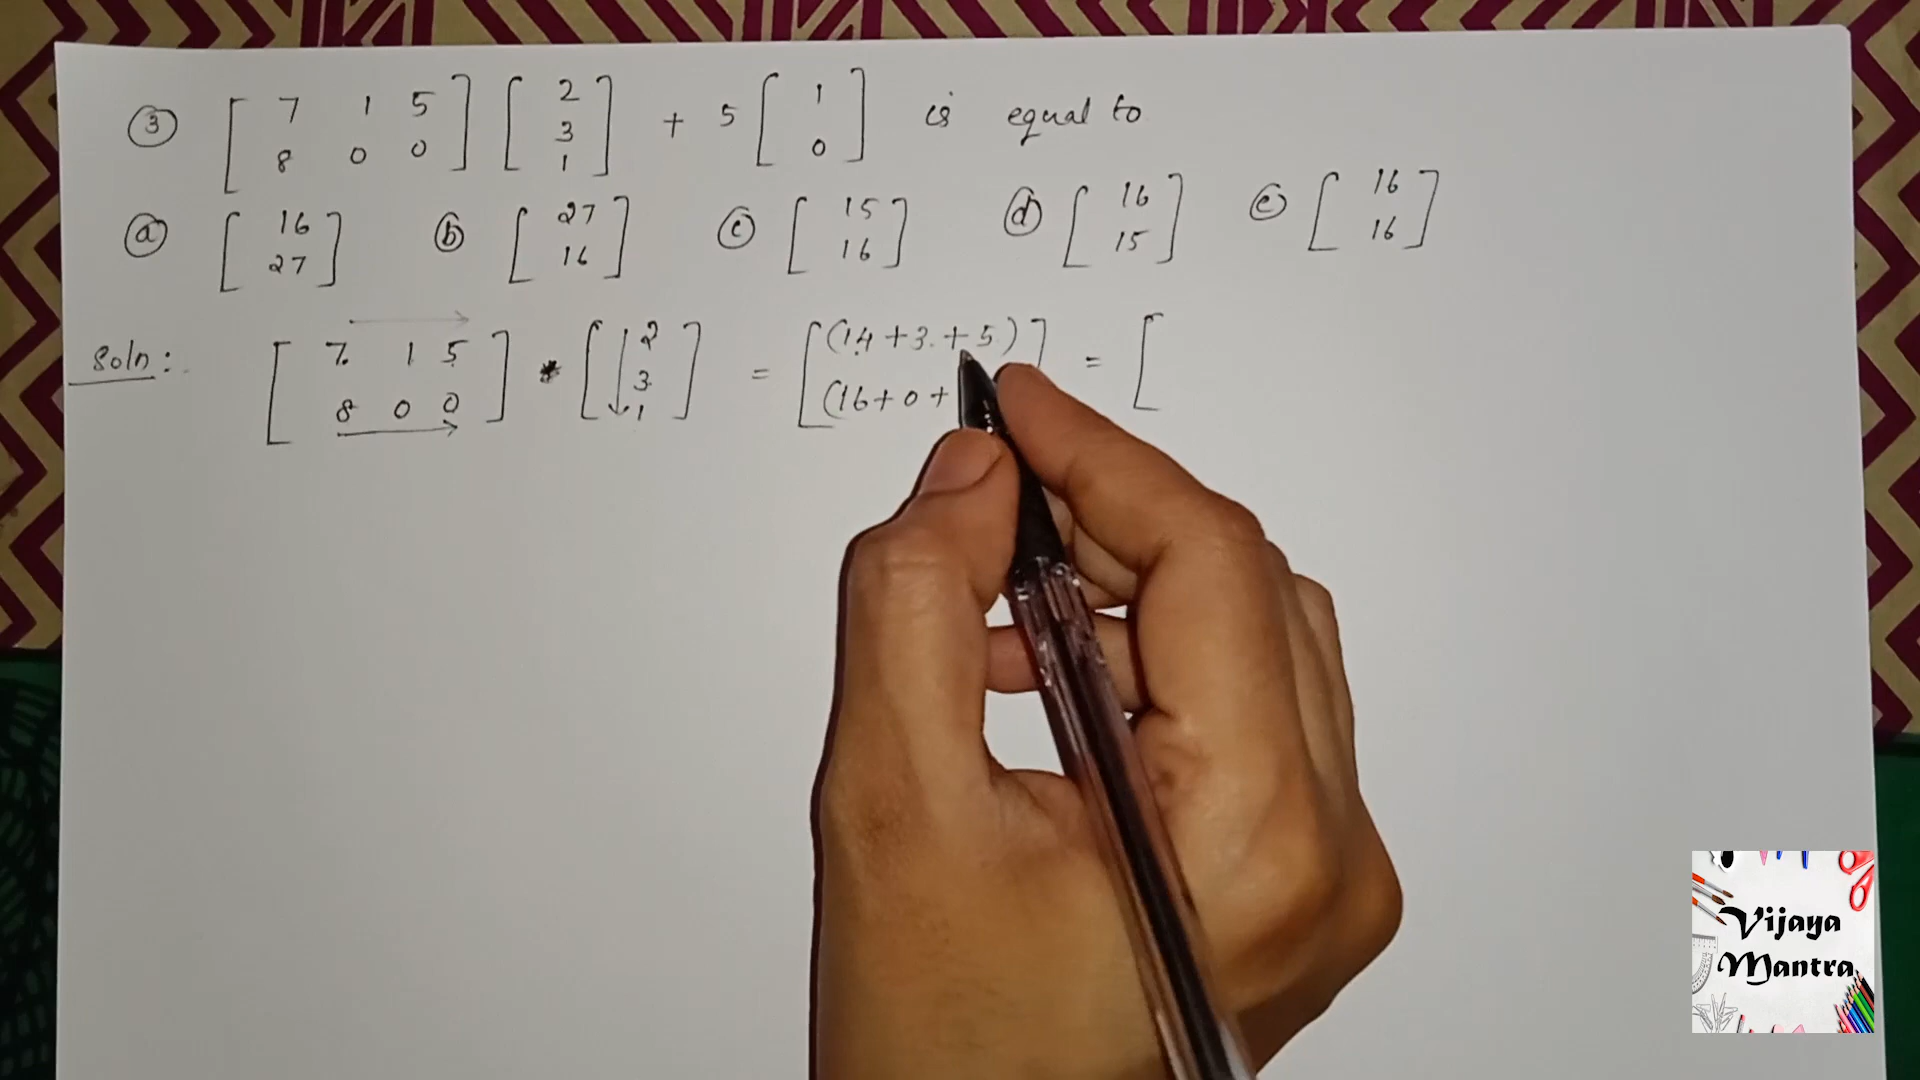 ③ [ 7 1 5 ] [ 2 ] + 5 [ 1 ] is equal to
[ 8 0 0 ] [ 3 ] [ 0 ]
[ 1 ]
ⓐ [ 16 ] ⓑ [ 27 ] ⓒ [ 15 ] ⓓ [ 16 ] ⓔ [ 16 ]
[ 27 ] [ 16 ] [ 16 ] [ 15 ] [ 16 ]
Soln: [ 7 1 5 ] * [ 2 ] = [ (14+3+5) ] = [
[ 8 0 0 ] [ 3 ] [ (16+0+
[ 1 ]
Vijaya
Mantra